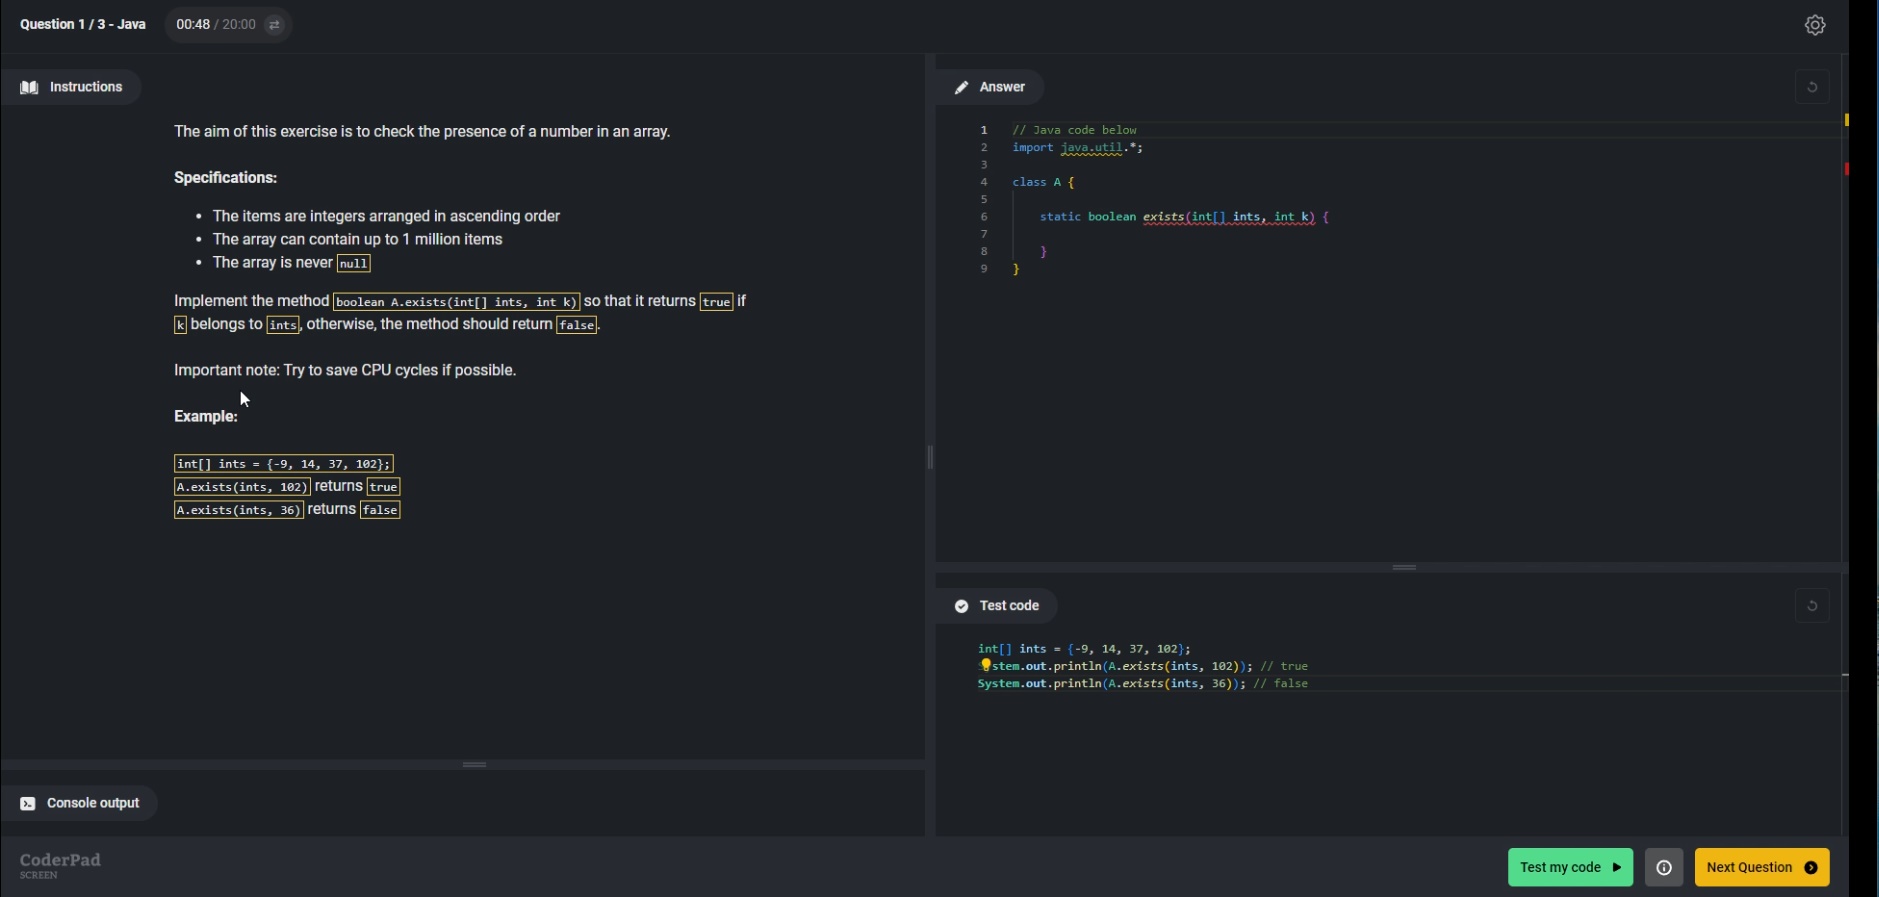 Question 1 / 3 - Java
00:48 / 20:00
Instructions
The aim of this exercise is to check the presence of a number in an array.
Specifications:
• The items are integers arranged in ascending order
• The array can contain up to 1 million items
• The array is never null
Implement the method boolean A.exists(int[] ints, int k) so that it returns true if
k belongs to ints, otherwise, the method should return false.
Important note: Try to save CPU cycles if possible.
Example:
int[] ints = {-9, 14, 37, 102};
A.exists(ints, 102) returns true
A.exists(ints, 36) returns false
Console output
Answer
1 // Java code below
2 import java.util.*;
3
4 class A {
5
6 static boolean exists(int[] ints, int k) {
7
8 }
9 }
Test code
int[] ints = {-9, 14, 37, 102};
stem.out.println(A.exists(ints, 102)); // true
System.out.println(A.exists(ints, 36)); // false
CoderPad
SCREEN
Test my code
Next Question